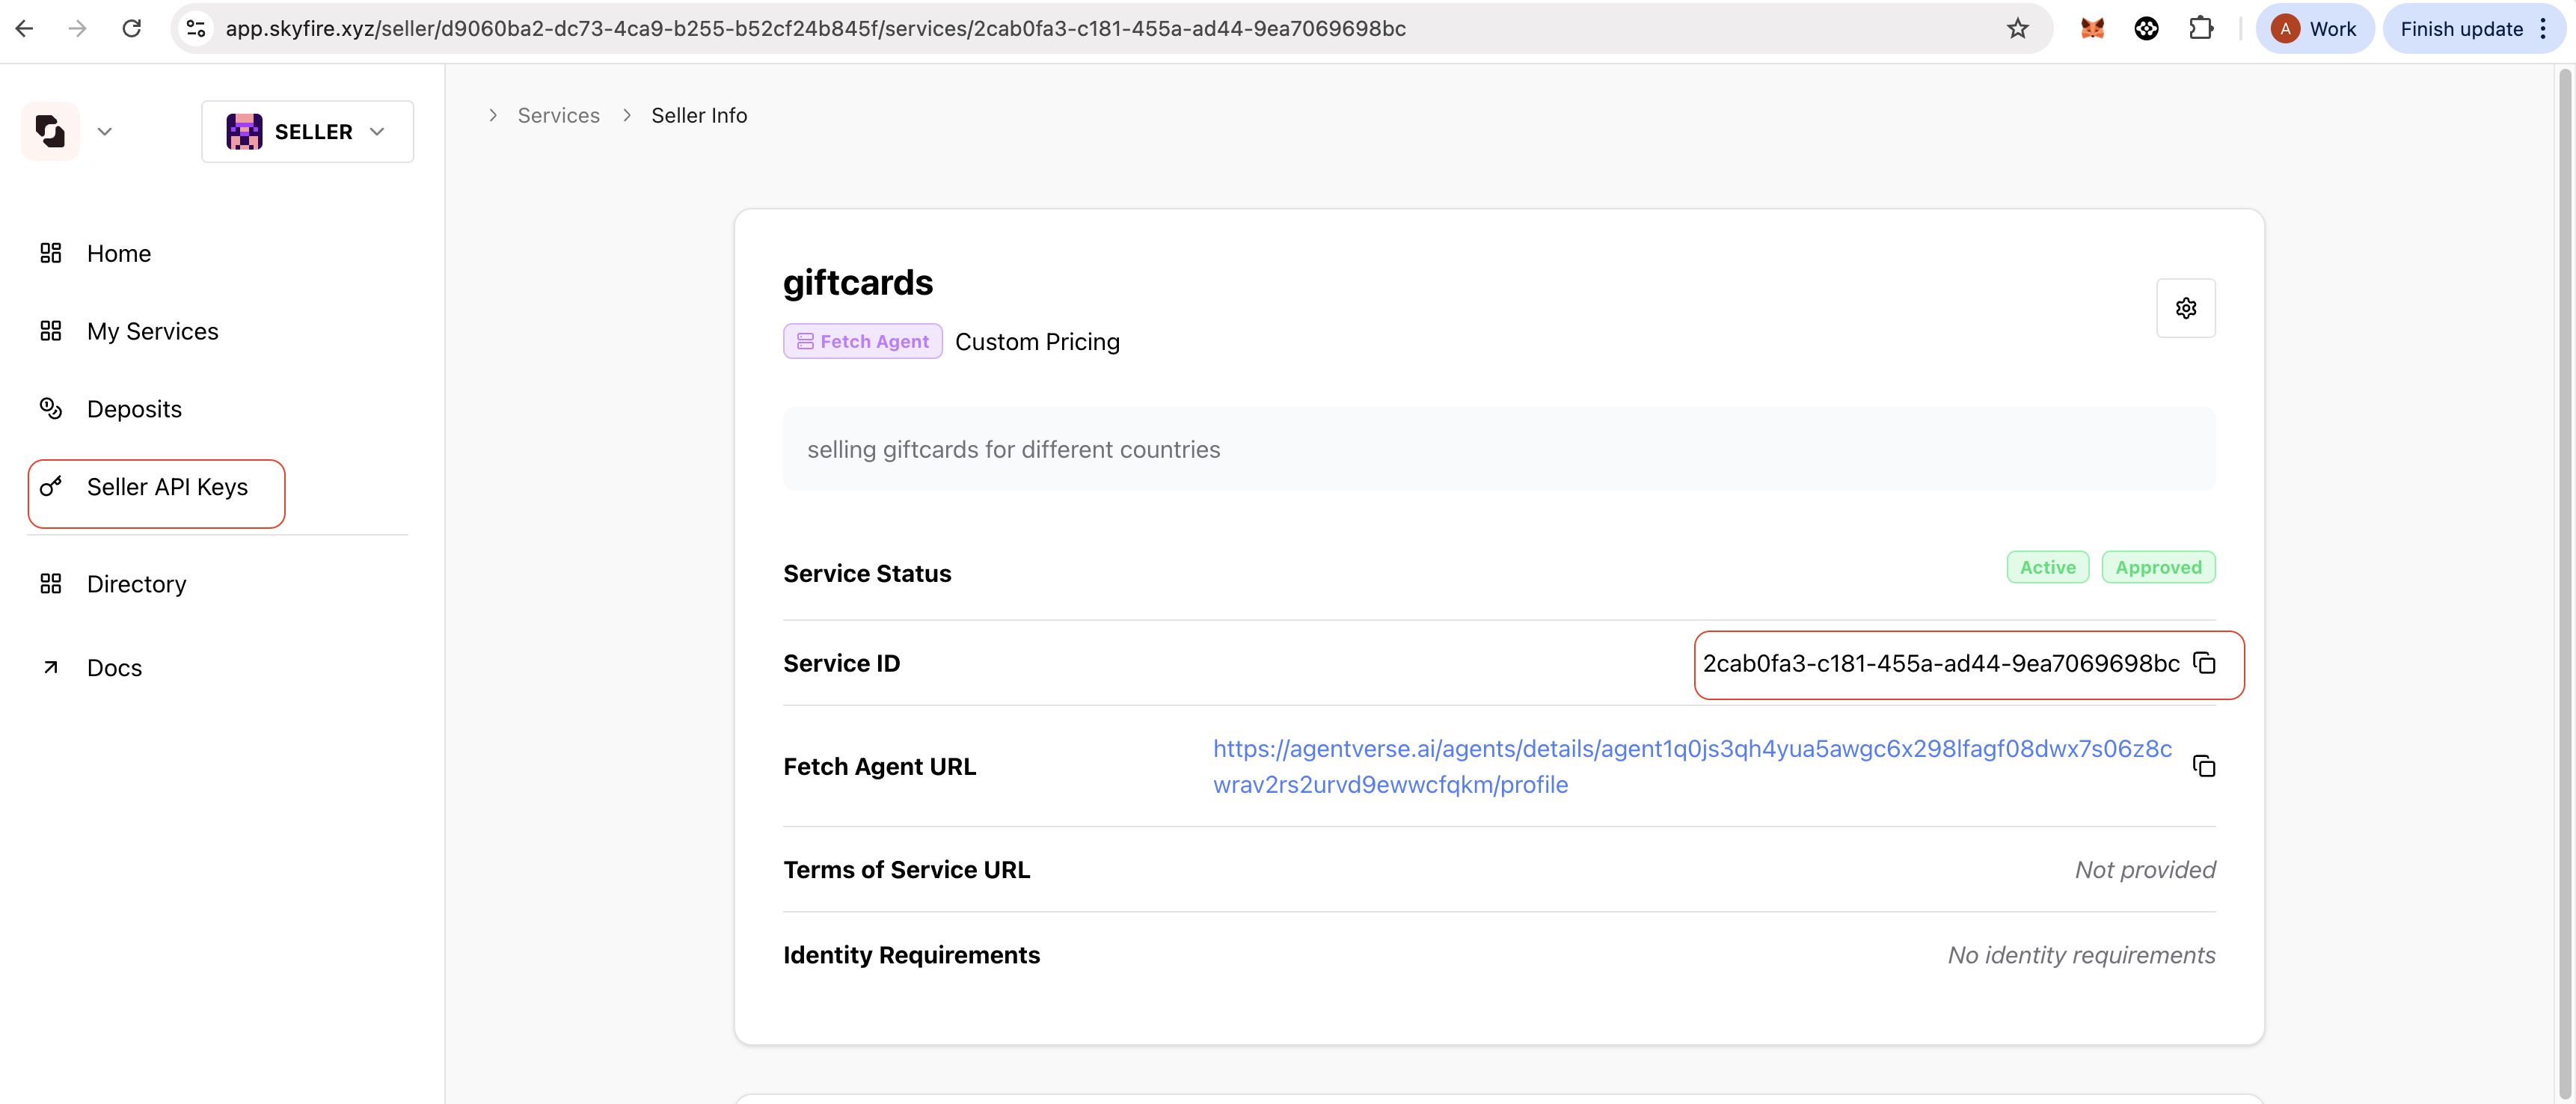 app.skyfire.xyz/seller/d9060ba2-dc73-4ca9-b255-b52cf24b845f/services/2cab0fa3-c181-455a-ad44-9ea7069698bc
A Work
Finish update
SELLER
Services
Seller Info
Home
My Services
Deposits
Seller API Keys
Directory
Docs
giftcards
Fetch Agent Custom Pricing
selling giftcards for different countries
Service Status Active Approved
Service ID 2cab0fa3-c181-455a-ad44-9ea7069698bc
Fetch Agent URL
https://agentverse.ai/agents/details/agent1q0js3qh4yua5awgc6x298lfagf08dwx7s06z8c
wrav2rs2urvd9ewwcfqkm/profile
Terms of Service URL Not provided
Identity Requirements No identity requirements